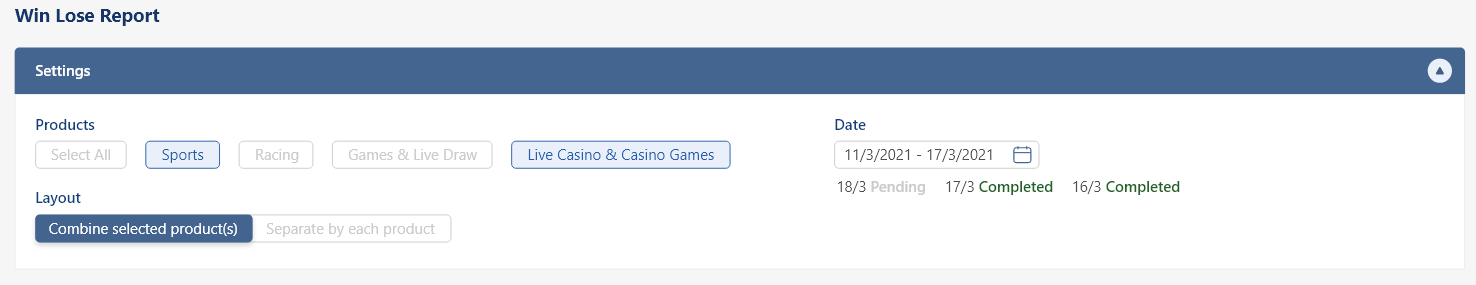 Win Lose Report
Settings
Products
Select All Sports Racing Games & Live Draw Live Casino & Casino Games
Layout
Combine selected product(s) Separate by each product
Date
11/3/2021 - 17/3/2021
18/3 Pending 17/3 Completed 16/3 Completed